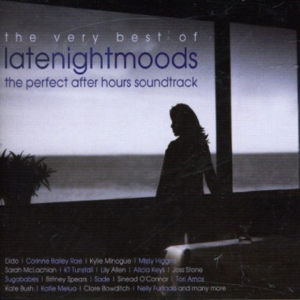 the very best of
latenightmoods
the perfect after hours soundtrack
Dido | Corinne Bailey Rae | Kylie Minogue | Missy Higgins
Sarah McLachlan | KT Tunstall | Lily Allen | Alicia Keys | Joss Stone
Sugababes | Britney Spears | Sade | Sinead O'Connor | Tori Amos
Kate Bush | Katie Melua | Clare Bowditch | Nelly Furtado and many more